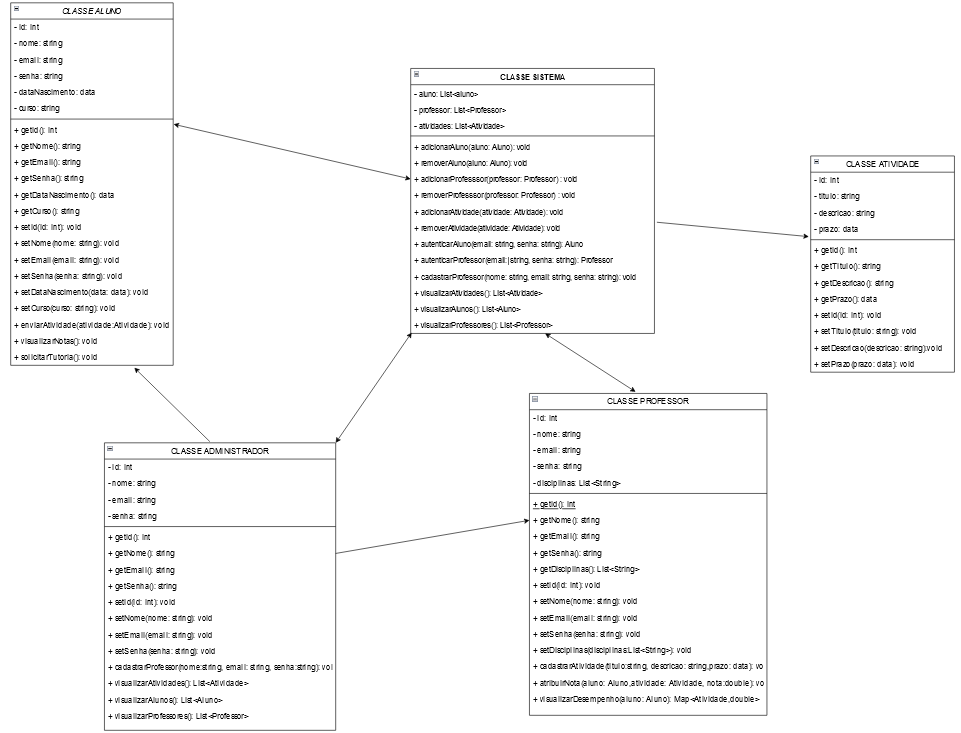 CLASSE ALUNO
- id: int
- nome: string
- email: string
- senha: string
- dataNascimento: data
- curso: string
+ getId(): int
+ getNome(): string
+ getEmail(): string
+ getSenha(): string
+ getDataNascimento(): data
+ getCurso(): string
+ setId(id: int): void
+ setNome(nome: string): void
+ setEmail(email: string): void
+ setSenha(senha: string): void
+ setDataNascimento(data: data): void
+ setCurso(curso: string): void
+ enviarAtividade(atividade:Atividade): void
+ visualizarNotas(): void
+ solicitarTutoria(): void
CLASSE SISTEMA
- aluno: List<aluno>
- professor: List<Professor>
- atividades: List<Atividade>
+ adicionarAluno(aluno: Aluno): void
+ removerAluno(aluno: Aluno): void
+ adicionarProfesssor(professor: Professor) : void
+ removerProfesssor(professor: Professor) : void
+ adicionarAtividade(atividade: Atividade): void
+ removerAtividade(atividade: Atividade): void
+ autenticarAluno(email: string, senha: string): Aluno
+ autenticarProfessor(email:|string, senha: string): Professor
+ cadastrarProfessor(nome: string, email: string, senha: string): void
+ visualizarAtividades(): List<Atividade>
+ visualizarAlunos(): List<Aluno>
+ visualizarProfessores(): List<Professor>
CLASSE ATIVIDADE
- id: int
- titulo: string
- descricao: string
- prazo: data
+ getId(): int
+ getTitulo(): string
+ getDescricao(): string
+ getPrazo(): data
+ setId(id: int): void
+ setTitulo(titulo: string): void
+ setDescricao(descricao: string):void
+ setPrazo(prazo: data): void
CLASSE ADMINISTRADOR
- id: int
- nome: string
- email: string
- senha: string
+ getId(): int
+ getNome(): string
+ getEmail(): string
+ getSenha(): string
+ setId(id: int): void
+ setNome(nome: string): void
+ setEmail(email: string): void
+ setSenha(senha: string): void
+ cadastrarProfessor(nome:string, email: string, senha:string): voi
+ visualizarAtividades(): List<Atividade>
+ visualizarAlunos(): List<Aluno>
+ visualizarProfessores(): List<Professor>
CLASSE PROFESSOR
- id: int
- nome: string
- email: string
- senha: string
- disciplinas: List<String>
+ getId(): int
+ getNome(): string
+ getEmail(): string
+ getSenha(): string
+ getDisciplinas(): List<String>
+ setId(id: int): void
+ setNome(nome: string): void
+ setEmail(email: string): void
+ setSenha(senha: string): void
+ setDisciplinas(disciplinas:List<String>): void
+ cadastrarAtividade(titulo:string, descricao: string,prazo: data): vo
+ atribuirNota(aluno: Aluno,atividade: Atividade, nota:double): vo
+ visualizarDesempenho(aluno: Aluno): Map<Atividade,double>